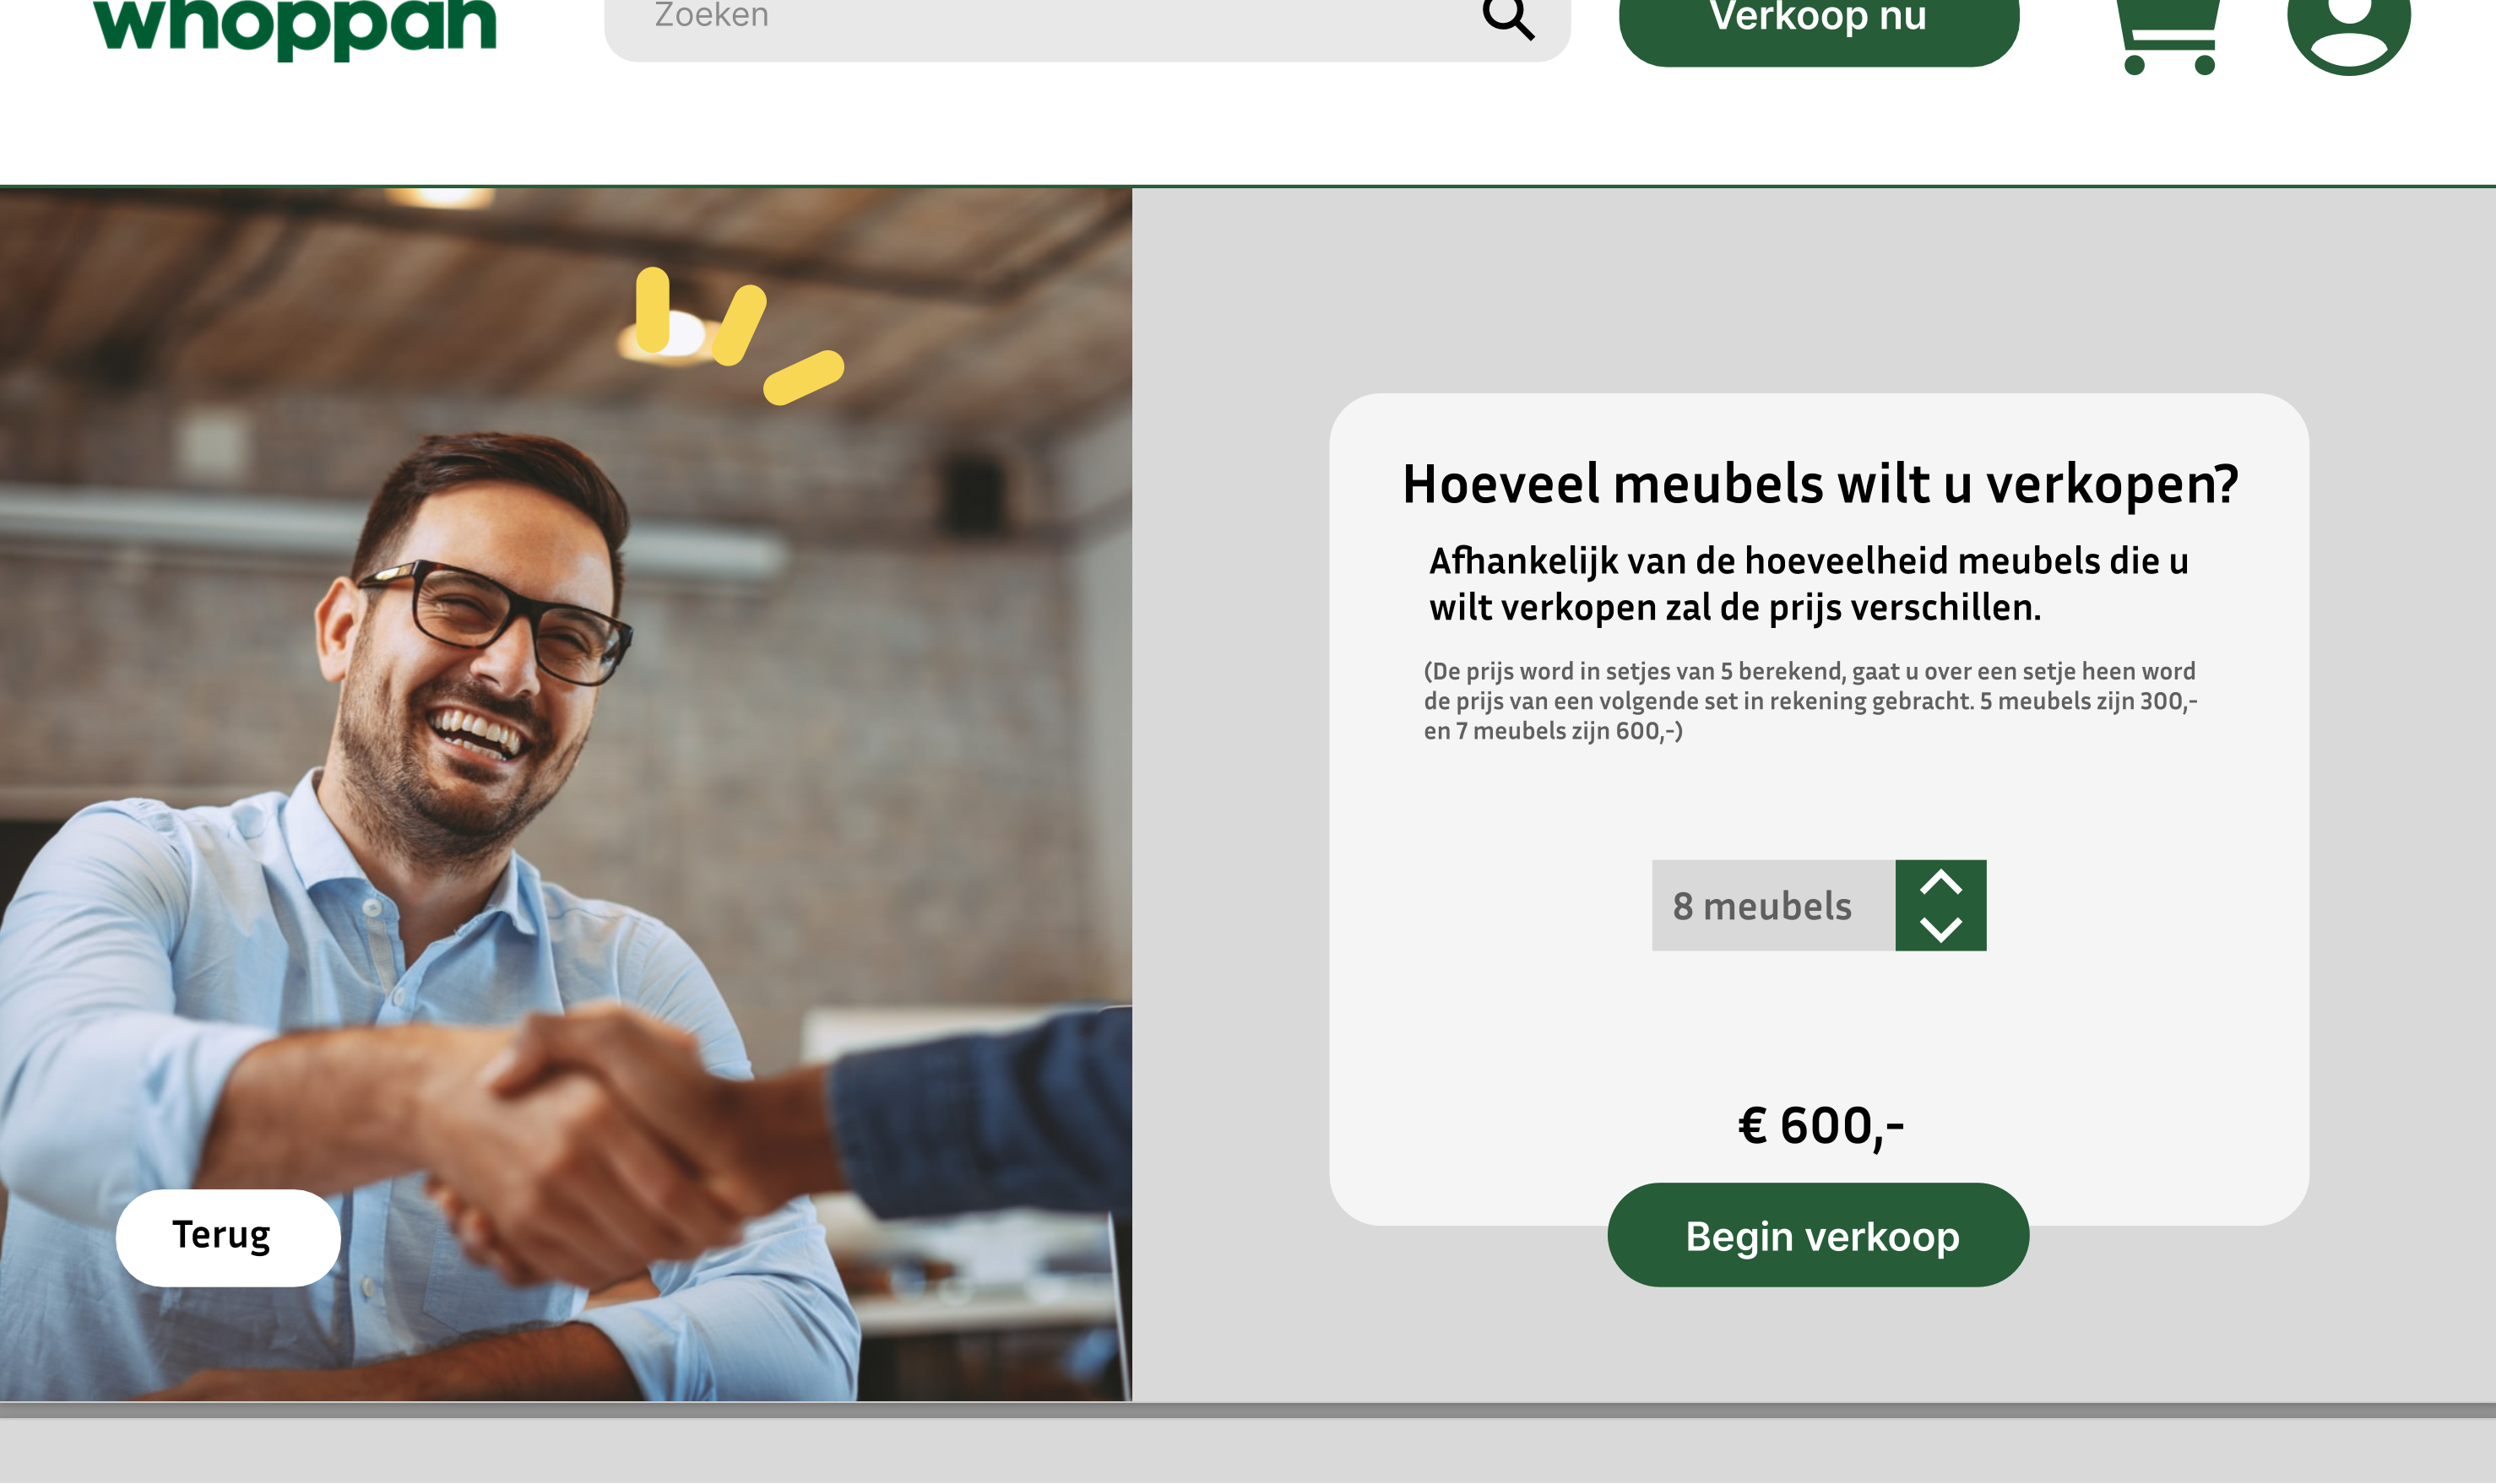 whoppah
Zoeken
Verkoop nu
Hoeveel meubels wilt u verkopen?
Afhankelijk van de hoeveelheid meubels die u
wilt verkopen zal de prijs verschillen.
(De prijs word in setjes van 5 berekend, gaat u over een setje heen word
de prijs van een volgende set in rekening gebracht. 5 meubels zijn 300,-
en 7 meubels zijn 600,-)
8 meubels
€ 600,-
Terug
Begin verkoop